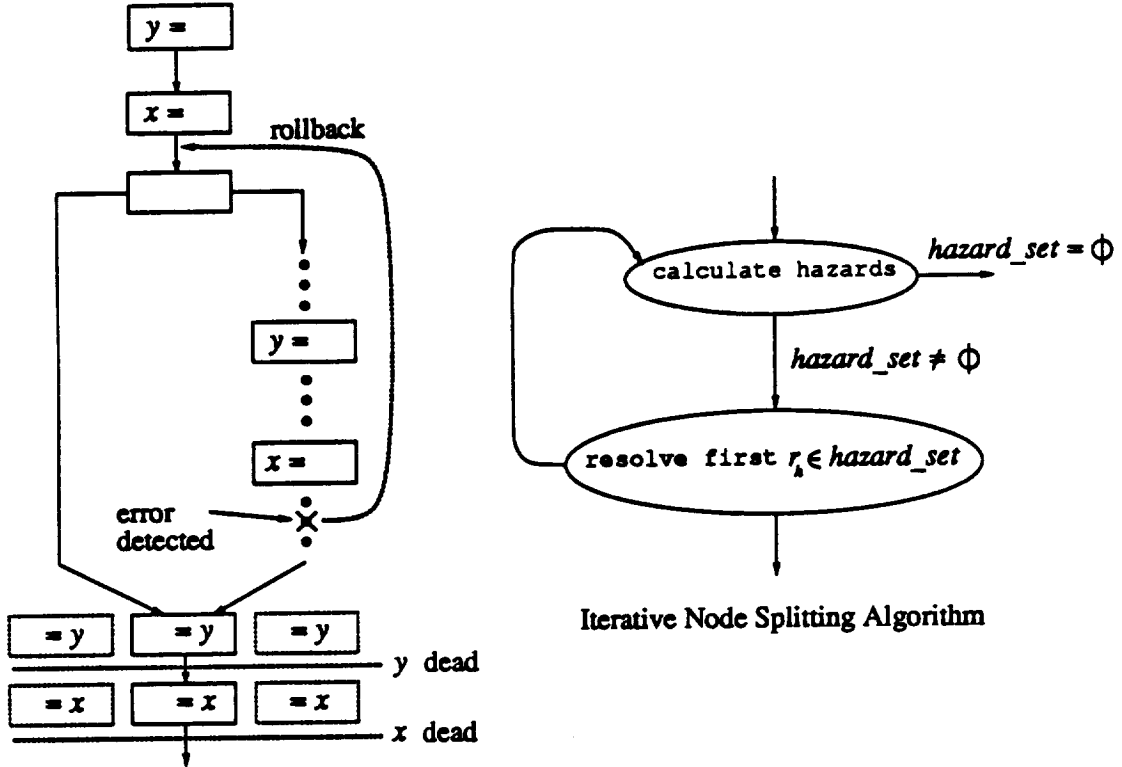 y =
x =
rollback
y =
x =
error
detected
= y = y = y
y dead
= x = x = x
x dead
calculate hazards
hazard_set = ϕ
hazard_set ≠ ϕ
resolve first r_h ∈ hazard_set
Iterative Node Splitting Algorithm